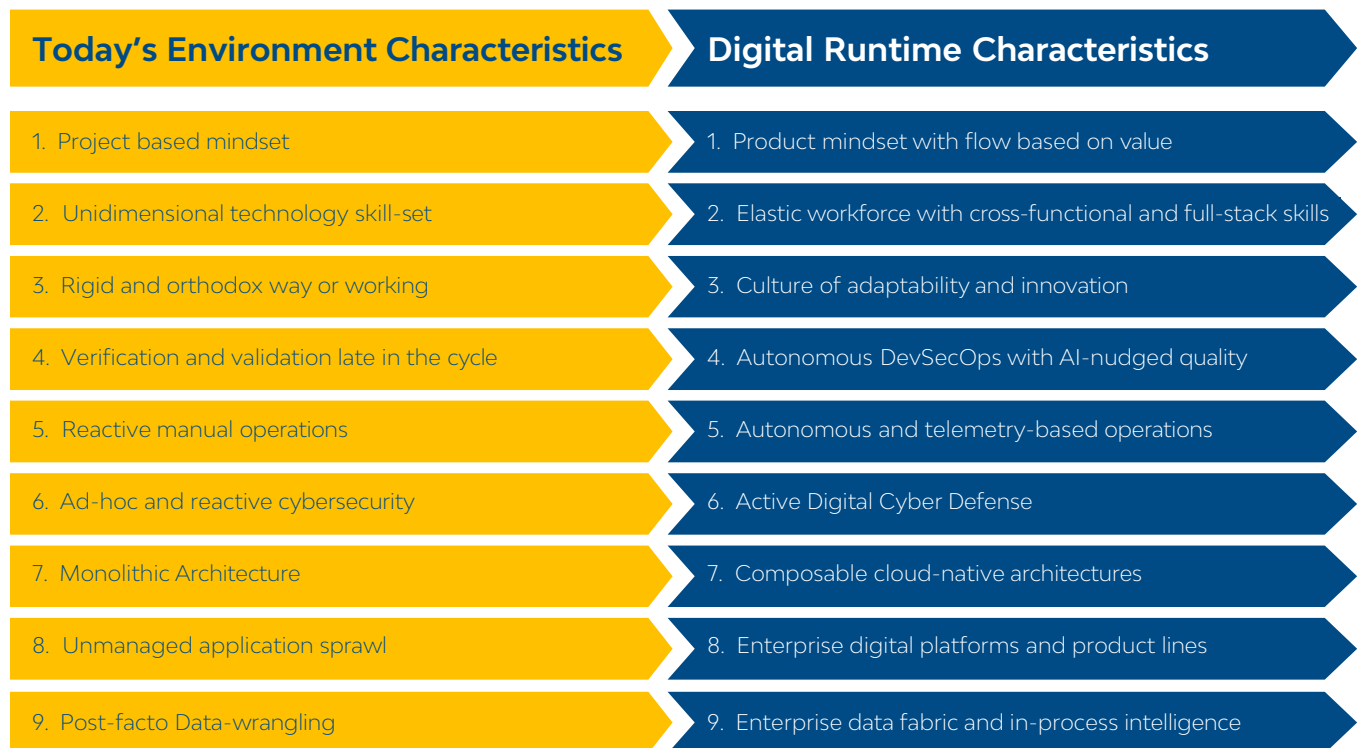 Today’s Environment Characteristics
Digital Runtime Characteristics
1. Project based mindset
1. Product mindset with flow based on value
2. Unidimensional technology skill-set
2. Elastic workforce with cross-functional and full-stack skills
3. Rigid and orthodox way or working
3. Culture of adaptability and innovation
4. Verification and validation late in the cycle
4. Autonomous DevSecOps with AI-nudged quality
5. Reactive manual operations
5. Autonomous and telemetry-based operations
6. Ad-hoc and reactive cybersecurity
6. Active Digital Cyber Defense
7. Monolithic Architecture
7. Composable cloud-native architectures
8. Unmanaged application sprawl
8. Enterprise digital platforms and product lines
9. Post-facto Data-wrangling
9. Enterprise data fabric and in-process intelligence